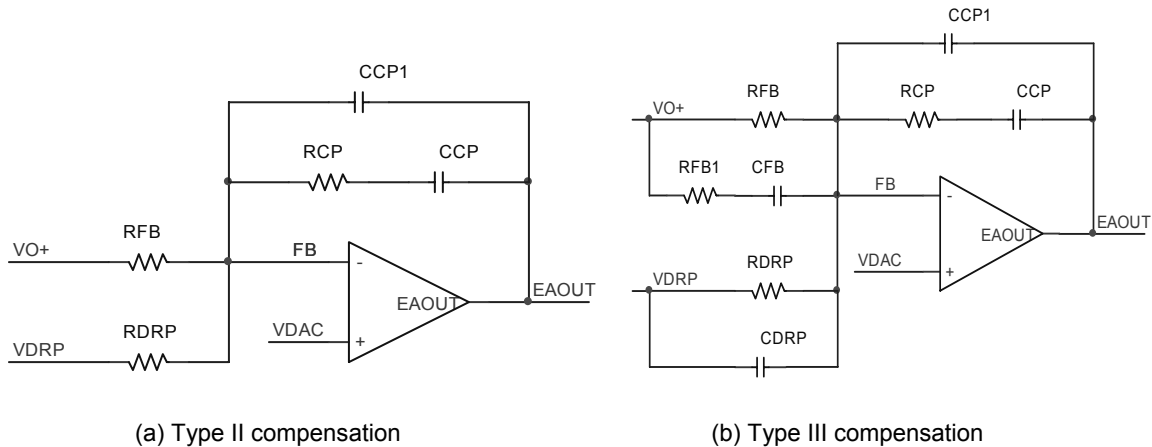 CCP1
RCP
CCP
RFB
VO+
FB
-
EAOUT
EAOUT
RDRP
VDAC
+
VDRP
(a) Type II compensation
CCP1
RFB
RCP
CCP
VO+
RFB1
CFB
FB
-
EAOUT
EAOUT
VDAC
+
RDRP
VDRP
CDRP
(b) Type III compensation